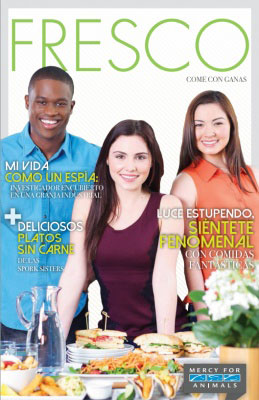 FRESCO
COME CON GANAS
MI VIDA
COMO UN ESPÍA:
INVESTIGADOR ENCUBIERTO
EN UNA GRANJA INDUSTRIAL
+
DELICIOSOS
PLATOS
SIN CARNE
DE LAS
SPORK SISTERS
LUCE ESTUPENDO,
SIÉNTETE
FENOMENAL
CON COMIDAS
FANTÁSTICAS
MERCY FOR
ANIMALS